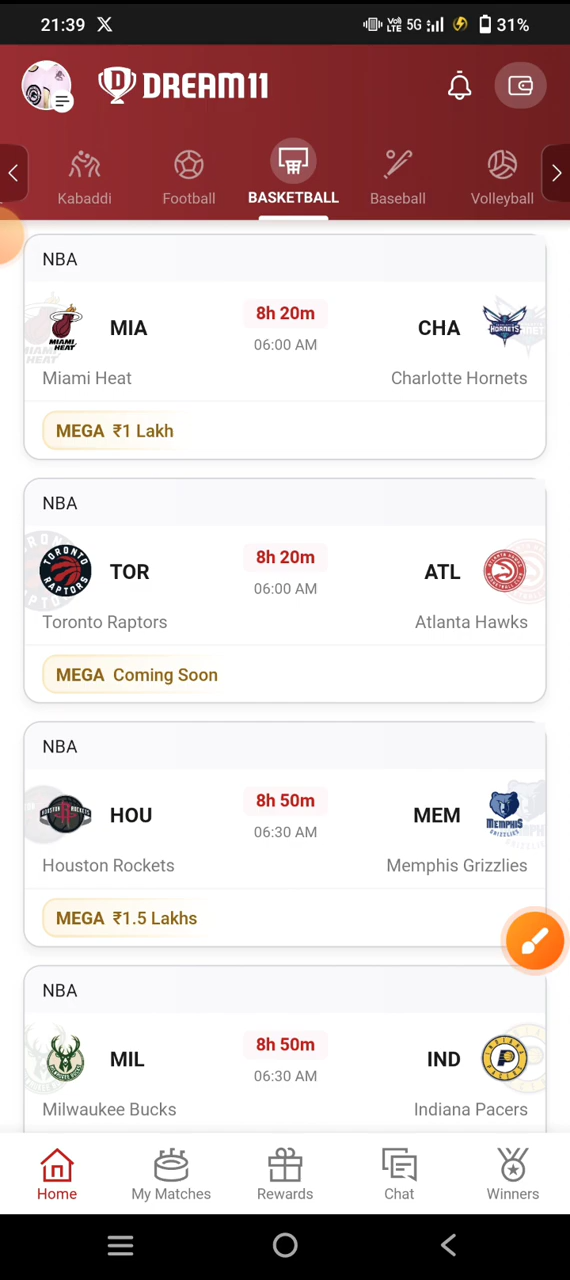 21:39 X VoLTE 5G 31%
DREAM11
Kabaddi Football BASKETBALL Baseball Volleyball
NBA
MIA 8h 20m CHA
06:00 AM
Miami Heat Charlotte Hornets
MEGA ₹1 Lakh
NBA
TOR 8h 20m ATL
06:00 AM
Toronto Raptors Atlanta Hawks
MEGA Coming Soon
NBA
HOU 8h 50m MEM
06:30 AM
Houston Rockets Memphis Grizzlies
MEGA ₹1.5 Lakhs
NBA
MIL 8h 50m IND
06:30 AM
Milwaukee Bucks Indiana Pacers
Home My Matches Rewards Chat Winners